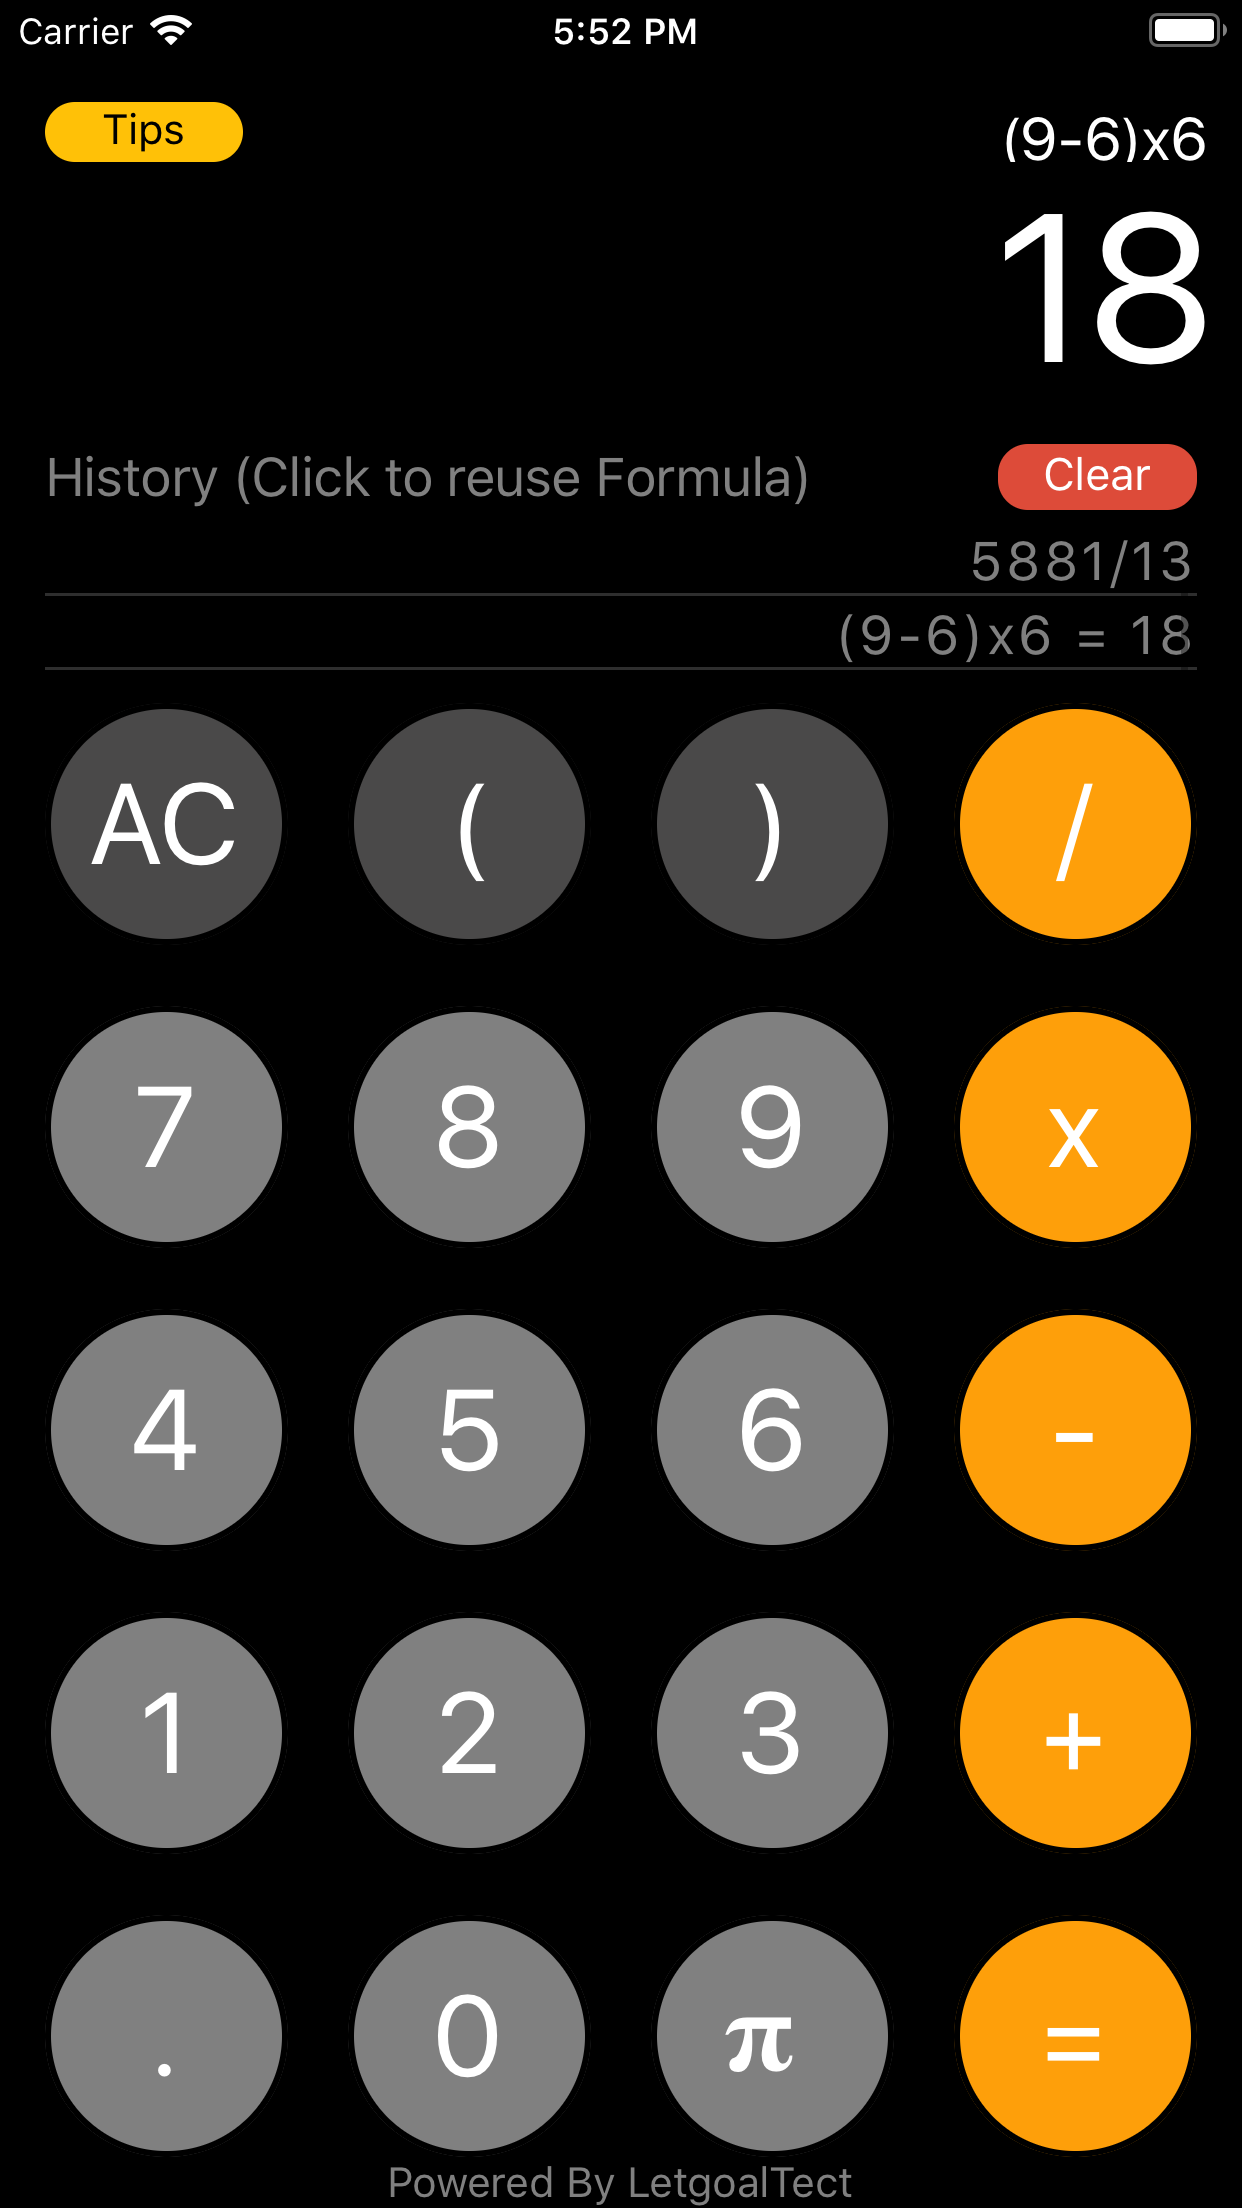 Carrier 5:52 PM
Tips
(9-6)x6
18
History (Click to reuse Formula)
Clear
5881/13
(9-6)x6 = 18
AC ( ) /
7 8 9 x
4 5 6 -
1 2 3 +
. 0 π =
Powered By LetgoalTect